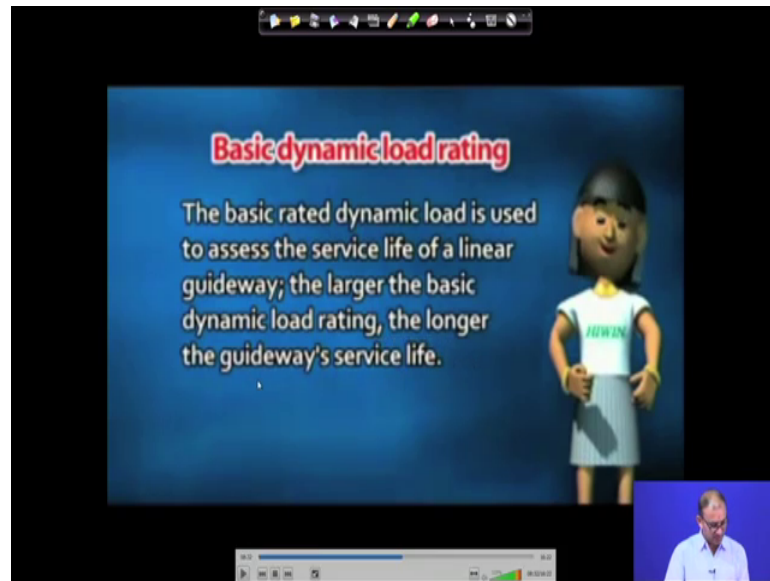 Basic dynamic load rating
The basic rated dynamic load is used
to assess the service life of a linear
guideway; the larger the basic
dynamic load rating, the longer
the guideway's service life.
HIWIN